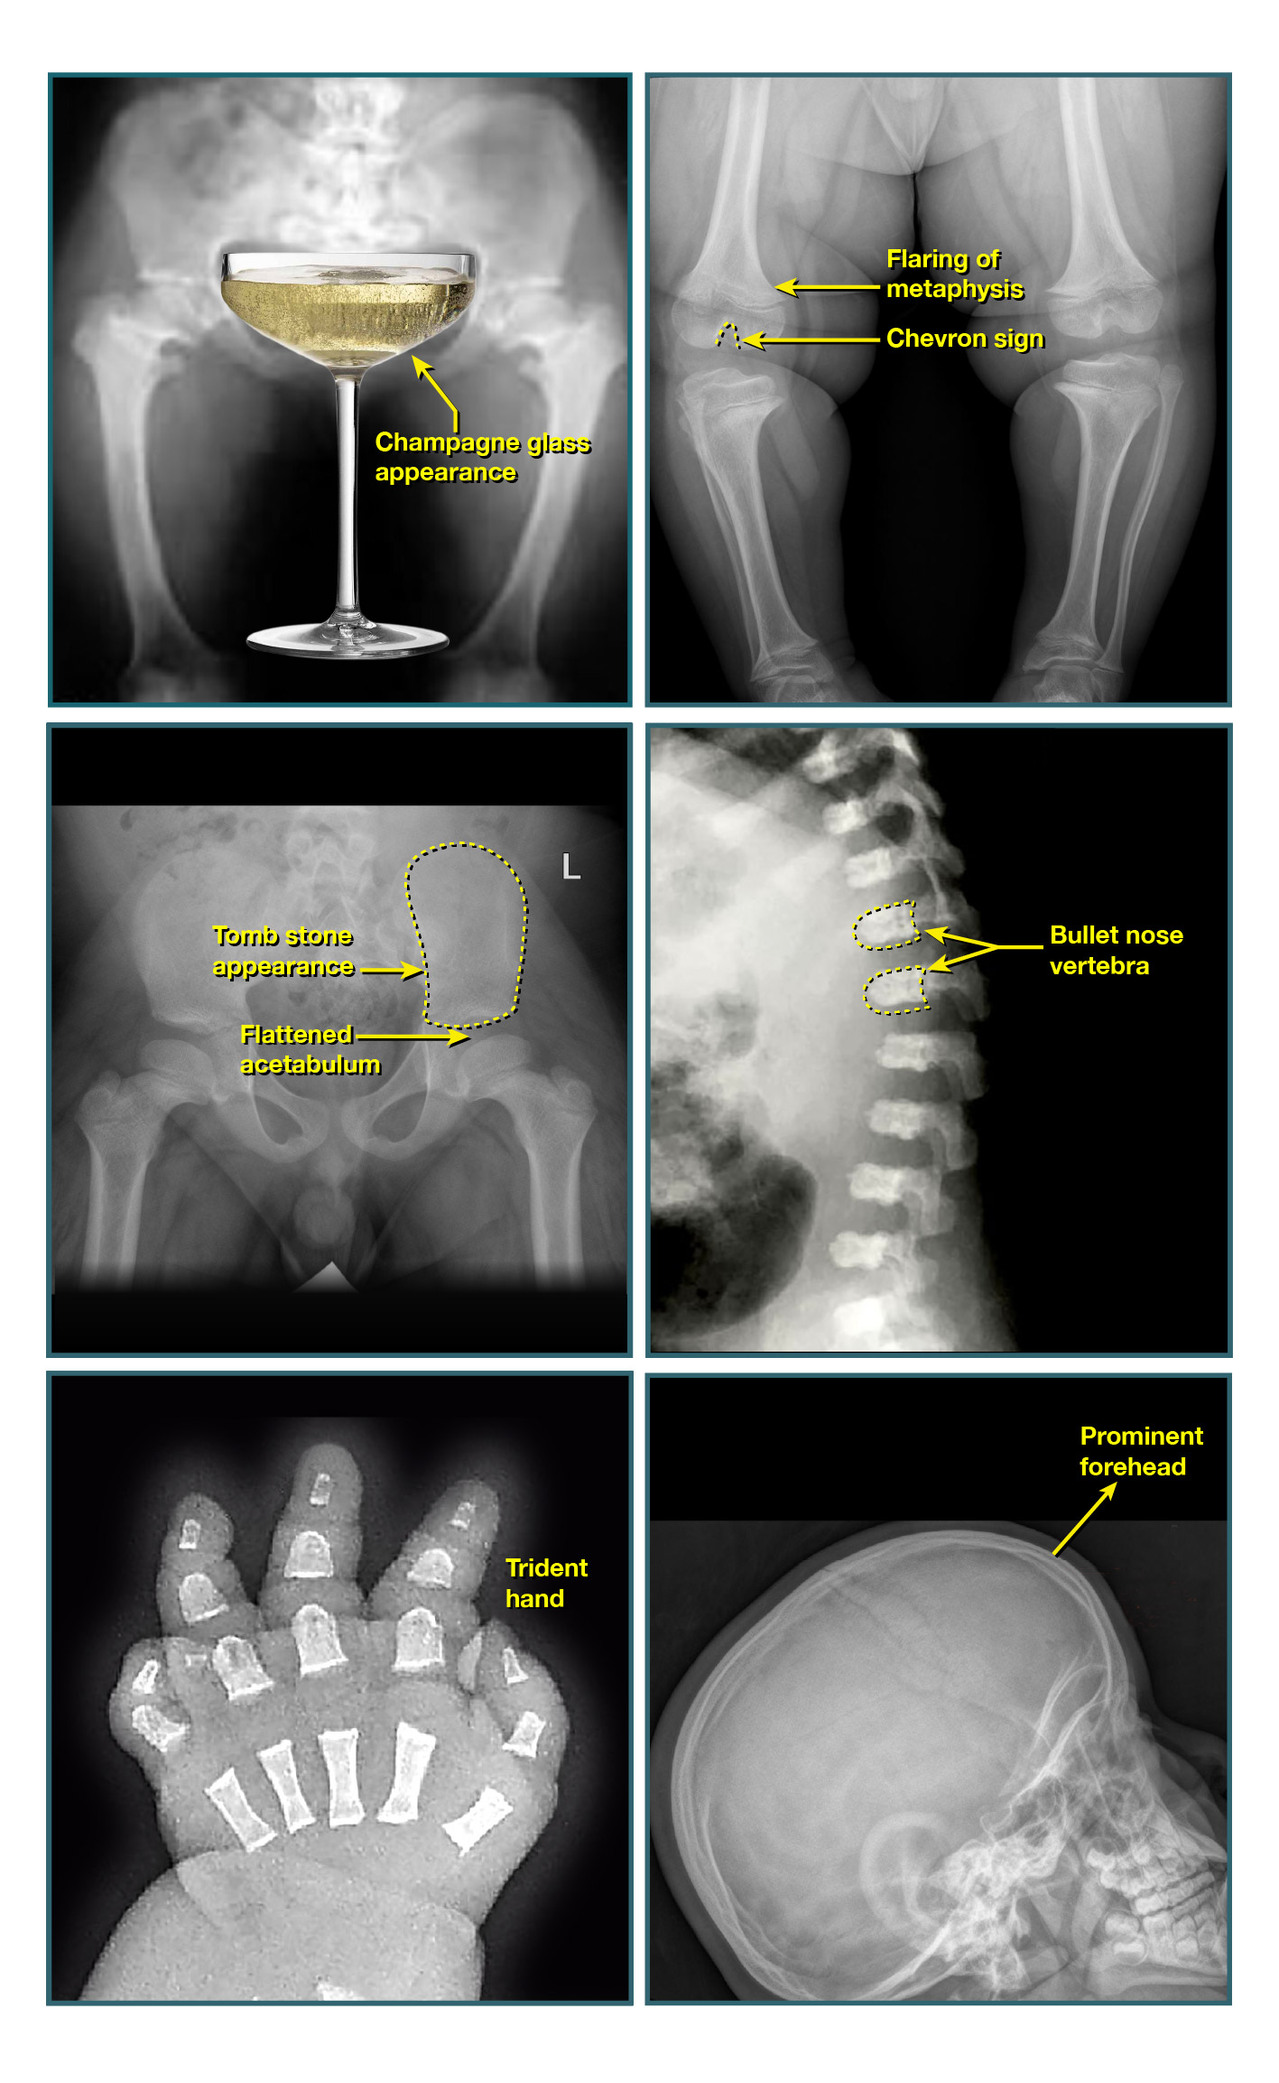 Champagne glass
appearance
Flaring of
metaphysis
Chevron sign
Tomb stone
appearance
Flattened
acetabulum
L
Bullet nose
vertebra
Trident
hand
Prominent
forehead